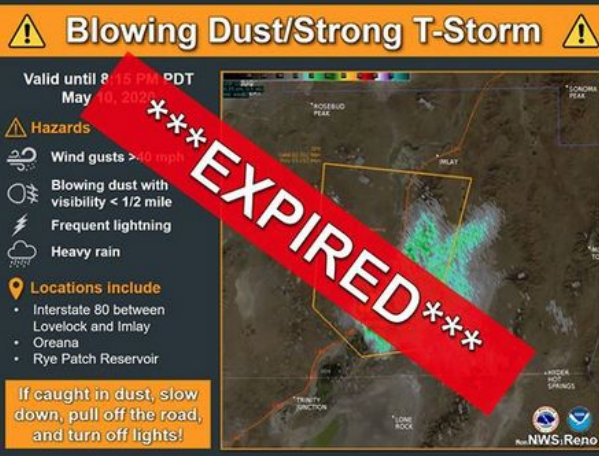 Blowing Dust/Strong T-Storm
Valid until 8:15 PM PDT
May 10, 2020
Hazards
Wind gusts >40 mph
Blowing dust with
visibility < 1/2 mile
Frequent lightning
Heavy rain
Locations include
• Interstate 80 between
Lovelock and Imlay
• Oreana
• Rye Patch Reservoir
If caught in dust, slow
down, pull off the road,
and turn off lights!
***EXPIRED***
SONOMA
PEAK
ROSEBUD
PEAK
IMLAY
HYDER
HOT
SPRINGS
TRINITY
JUNCTION
LONE
ROCK
NWS Reno